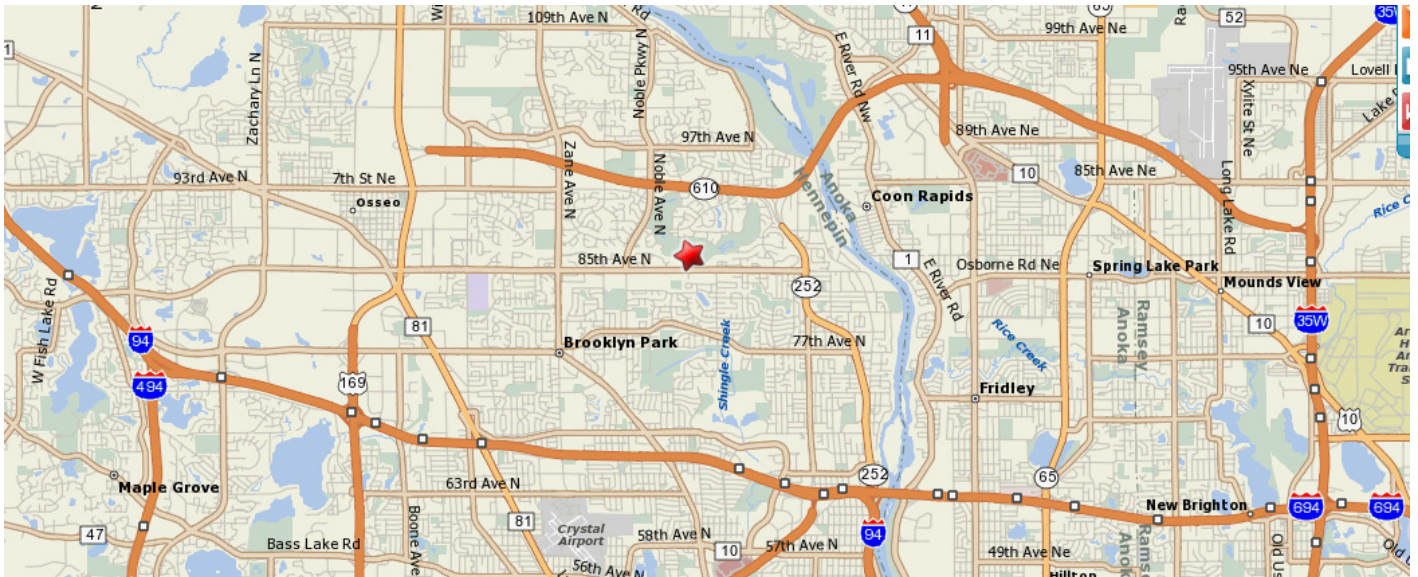 109th Ave N
Rd
11
52
35W
99th Ave Ne
Zachary Ln N
Noble Pkwy N
E River Rd Nw
95th Ave Ne
Lovell
Xylite St Ne
Lake
89th Ave Ne
97th Ave N
Zane Ave N
Noble Ave N
93rd Ave N
7th St Ne
610
10
85th Ave Ne
Long Lake Rd
Osseo
Anoka
Hennepin
Coon Rapids
Rice C
85th Ave N
1
E River Rd
Osborne Rd Ne
Spring Lake Park
Mounds View
W Fish Lake Rd
252
Ramsey
Anoka
10
35W
94
81
Brooklyn Park
Shingle Creek
77th Ave N
Rice Creek
494
169
Fridley
10
Maple Grove
63rd Ave N
252
65
New Brighton
694
694
47
81
Crystal
Airport
58th Ave N
94
Bass Lake Rd
Boone Ave
10
57th Ave N
49th Ave Ne
56th Ave N
Hilltop